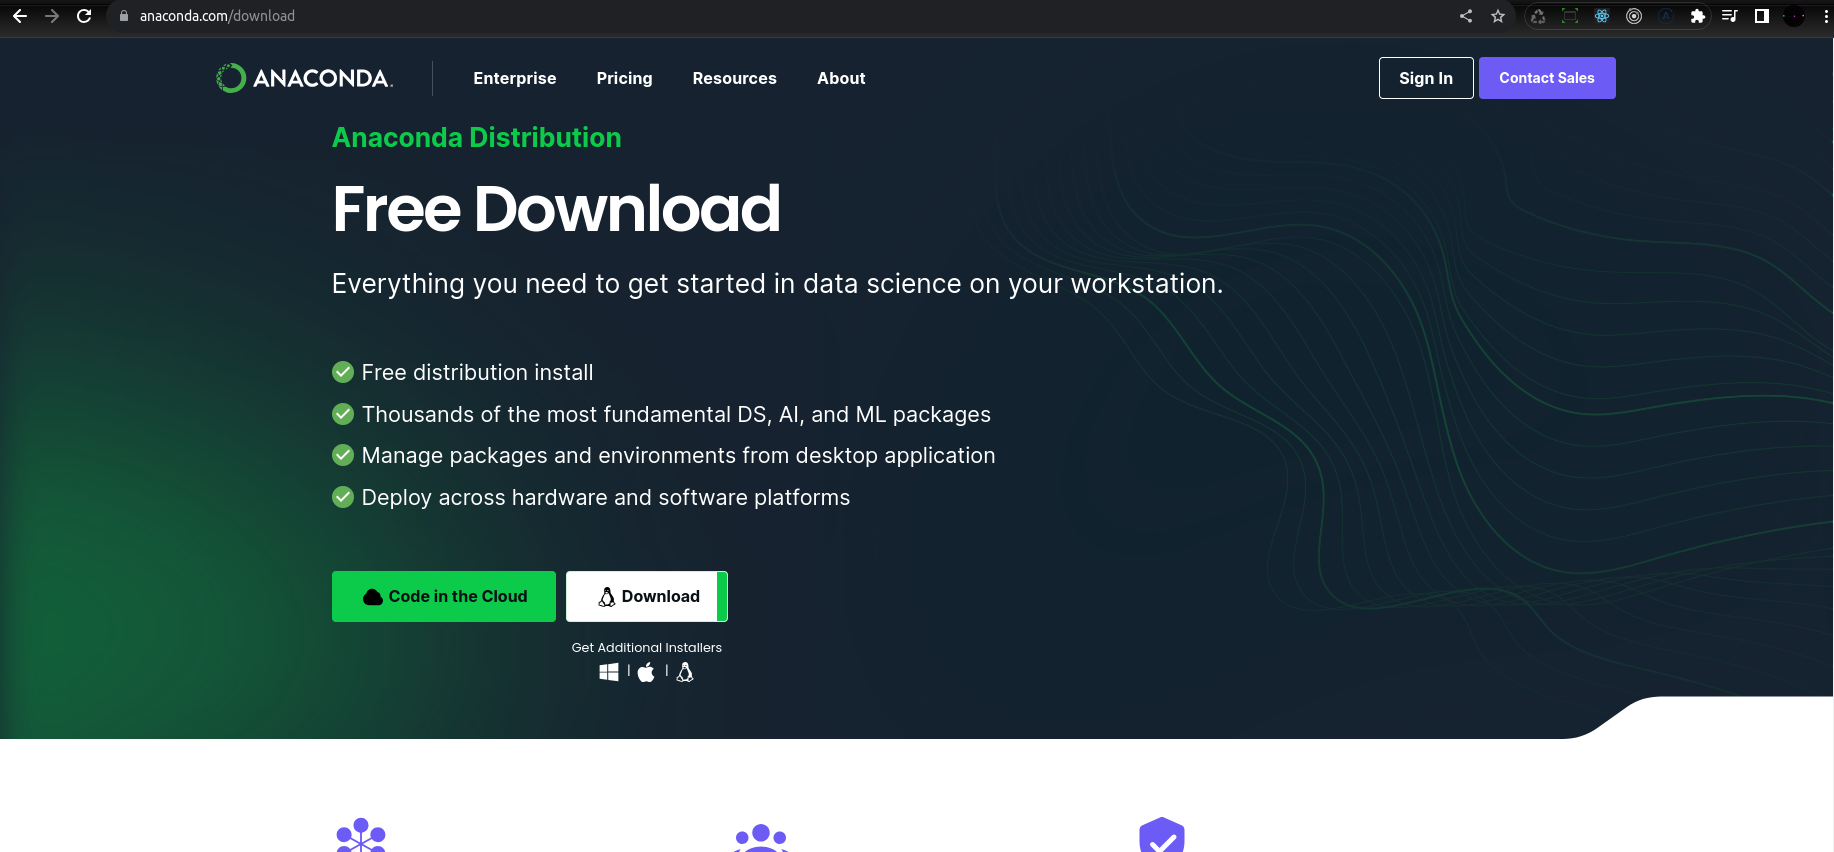 anaconda.com/download
ANACONDA.
Enterprise
Pricing
Resources
About
Sign In
Contact Sales
Anaconda Distribution
Free Download
Everything you need to get started in data science on your workstation.
Free distribution install
Thousands of the most fundamental DS, AI, and ML packages
Manage packages and environments from desktop application
Deploy across hardware and software platforms
Code in the Cloud
Download
Get Additional Installers
| |